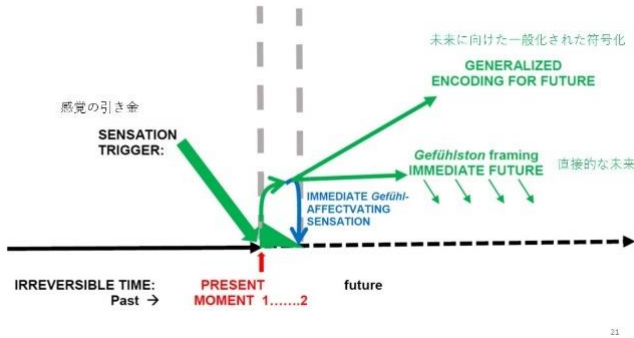 未来に向けた一般化された符号化
GENERALIZED
ENCODING FOR FUTURE
感覚の引き金
SENSATION
TRIGGER:
Gefühlston framing
IMMEDIATE FUTURE
直接的な未来
IMMEDIATE Gefühl-
AFFECTVATING
SENSATION
IRREVERSIBLE TIME:
Past →
PRESENT
MOMENT 1.......2
future
21